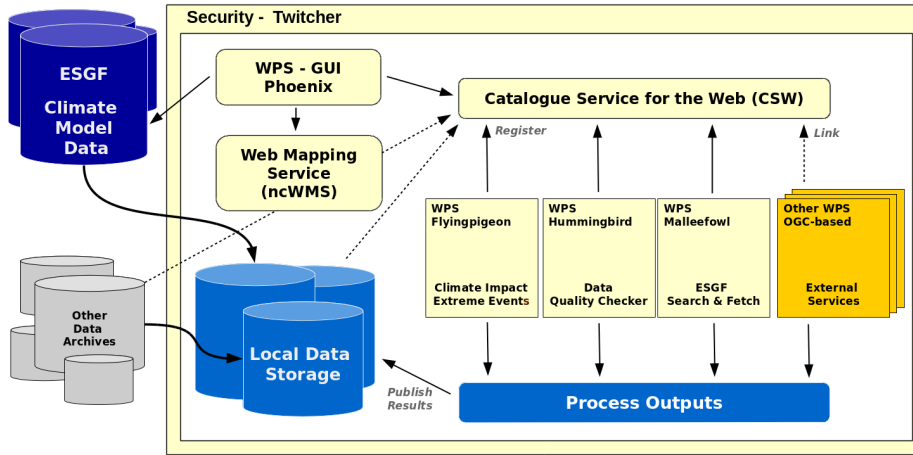 Security - Twitcher
ESGF
Climate
Model
Data
WPS - GUI
Phoenix
Catalogue Service for the Web (CSW)
Register
Link
Web Mapping
Service
(ncWMS)
WPS
Flyingpigeon
Climate Impact
Extreme Events
WPS
Hummingbird
Data
Quality Checker
WPS
Malleefowl
ESGF
Search & Fetch
Other WPS
OGC-based
External
Services
Other
Data
Archives
Local Data
Storage
Publish
Results
Process Outputs